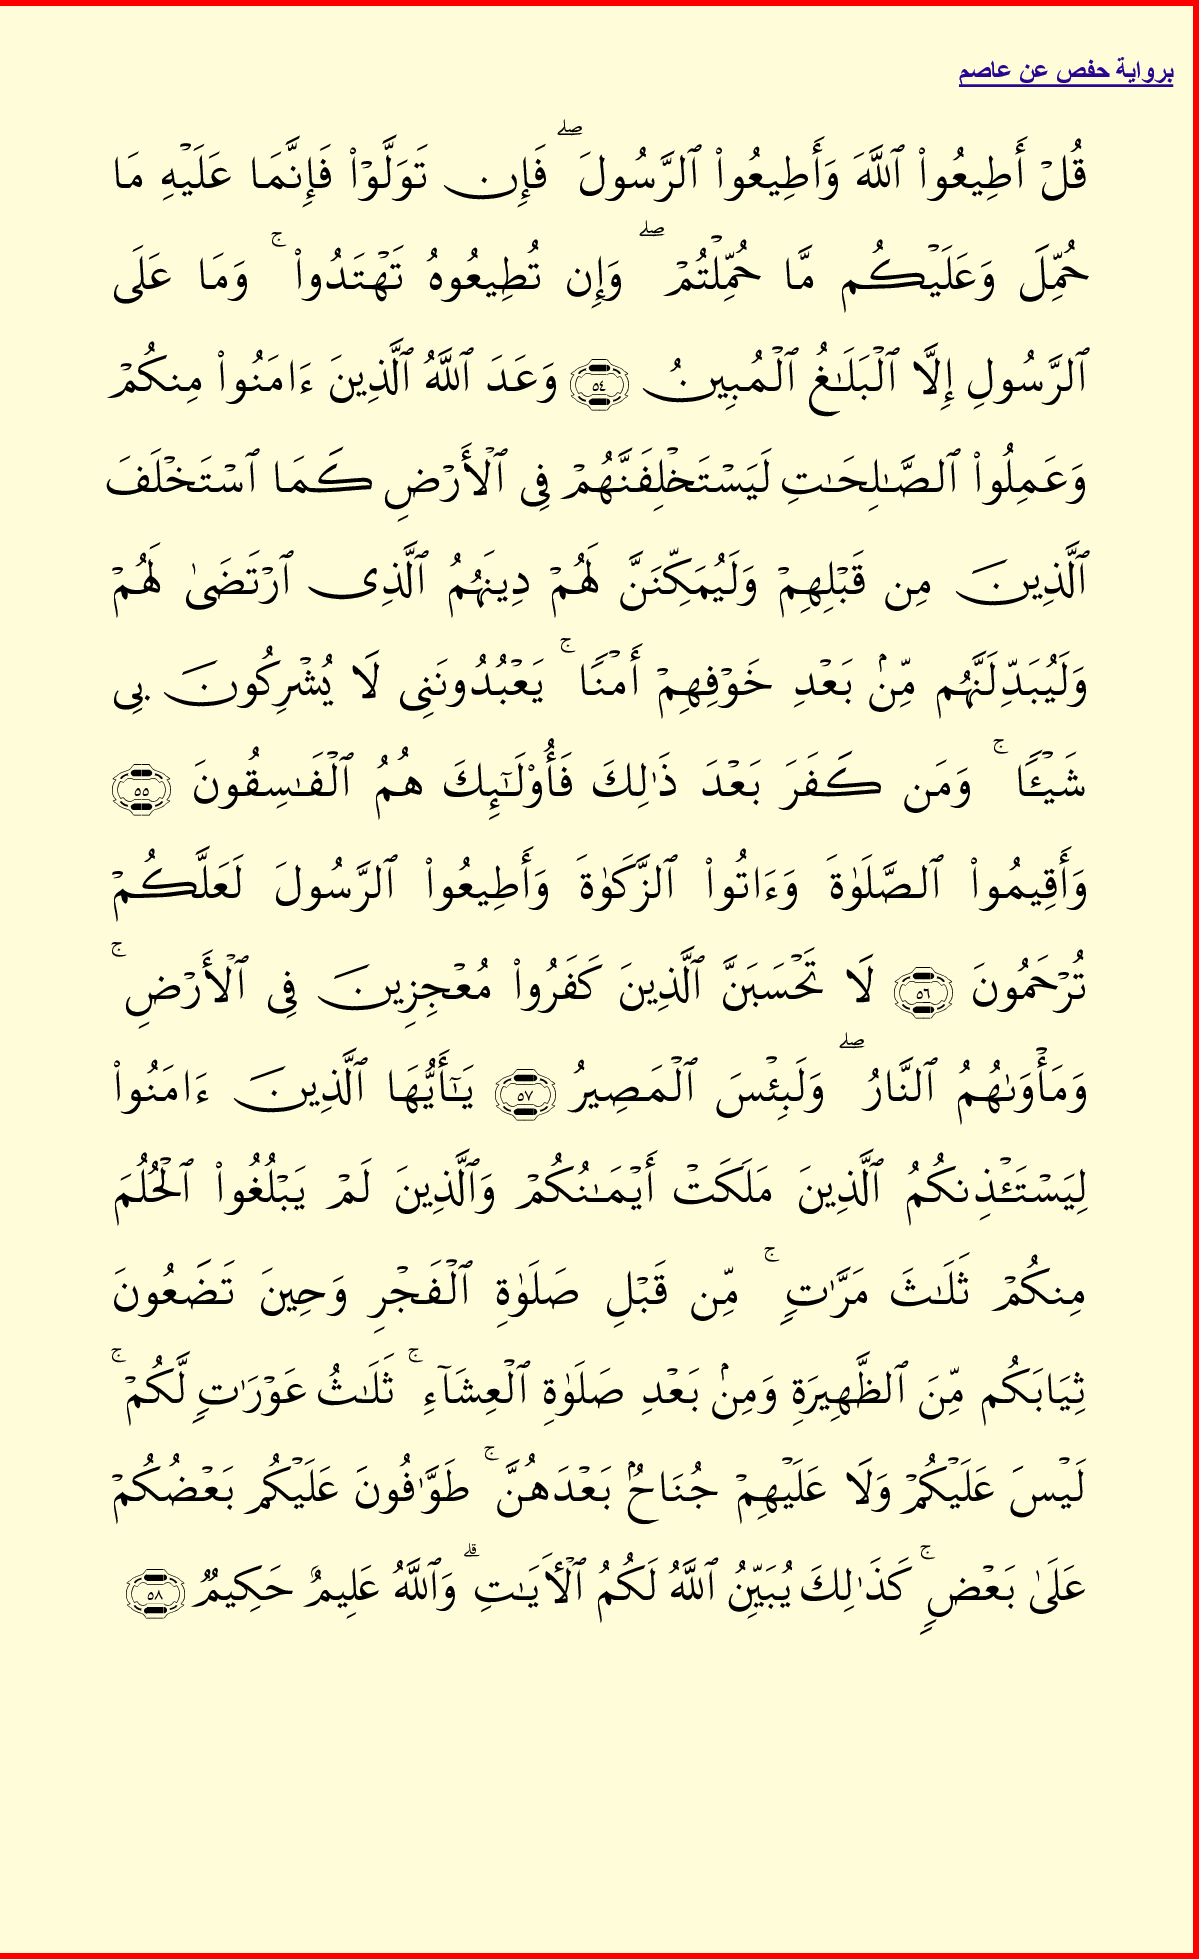 برواية حفص عن عاصم
قُلۡ أَطِيعُواْ ٱللَّهَ وَأَطِيعُواْ ٱلرَّسُولَۖ فَإِن تَوَلَّوۡاْ فَإِنَّمَا عَلَيۡهِ مَا
حُمِّلَ وَعَلَيۡكُم مَّا حُمِّلۡتُمۡۖ وَإِن تُطِيعُوهُ تَهۡتَدُواْۚ وَمَا عَلَى
ٱلرَّسُولِ إِلَّا ٱلۡبَلَٰغُ ٱلۡمُبِينُ ٥٤ وَعَدَ ٱللَّهُ ٱلَّذِينَ ءَامَنُواْ مِنكُمۡ
وَعَمِلُواْ ٱلصَّٰلِحَٰتِ لَيَسۡتَخۡلِفَنَّهُمۡ فِي ٱلۡأَرۡضِ كَمَا ٱسۡتَخۡلَفَ
ٱلَّذِينَ مِن قَبۡلِهِمۡ وَلَيُمَكِّنَنَّ لَهُمۡ دِينَهُمُ ٱلَّذِي ٱرۡتَضَىٰ لَهُمۡ
وَلَيُبَدِّلَنَّهُم مِّنۢ بَعۡدِ خَوۡفِهِمۡ أَمۡنٗاۚ يَعۡبُدُونَنِي لَا يُشۡرِكُونَ بِي
شَيۡـٔٗاۚ وَمَن كَفَرَ بَعۡدَ ذَٰلِكَ فَأُوْلَٰٓئِكَ هُمُ ٱلۡفَٰسِقُونَ ٥٥
وَأَقِيمُواْ ٱلصَّلَوٰةَ وَءَاتُواْ ٱلزَّكَوٰةَ وَأَطِيعُواْ ٱلرَّسُولَ لَعَلَّكُمۡ
تُرۡحَمُونَ ٥٦ لَا تَحۡسَبَنَّ ٱلَّذِينَ كَفَرُواْ مُعۡجِزِينَ فِي ٱلۡأَرۡضِۚ
وَمَأۡوَىٰهُمُ ٱلنَّارُۖ وَلَبِئۡسَ ٱلۡمَصِيرُ ٥٧ يَٰٓأَيُّهَا ٱلَّذِينَ ءَامَنُواْ
لِيَسۡتَـٔۡذِنكُمُ ٱلَّذِينَ مَلَكَتۡ أَيۡمَٰنُكُمۡ وَٱلَّذِينَ لَمۡ يَبۡلُغُواْ ٱلۡحُلُمَ
مِنكُمۡ ثَلَٰثَ مَرَّٰتٖۚ مِّن قَبۡلِ صَلَوٰةِ ٱلۡفَجۡرِ وَحِينَ تَضَعُونَ
ثِيَابَكُم مِّنَ ٱلظَّهِيرَةِ وَمِنۢ بَعۡدِ صَلَوٰةِ ٱلۡعِشَآءِۚ ثَلَٰثُ عَوۡرَٰتٖ لَّكُمۡۚ
لَيۡسَ عَلَيۡكُمۡ وَلَا عَلَيۡهِمۡ جُنَاحُۢ بَعۡدَهُنَّۚ طَوَّٰفُونَ عَلَيۡكُم بَعۡضُكُمۡ
عَلَىٰ بَعۡضٖۚ كَذَٰلِكَ يُبَيِّنُ ٱللَّهُ لَكُمُ ٱلۡأٓيَٰتِۗ وَٱللَّهُ عَلِيمٌ حَكِيمٞ ٥٨